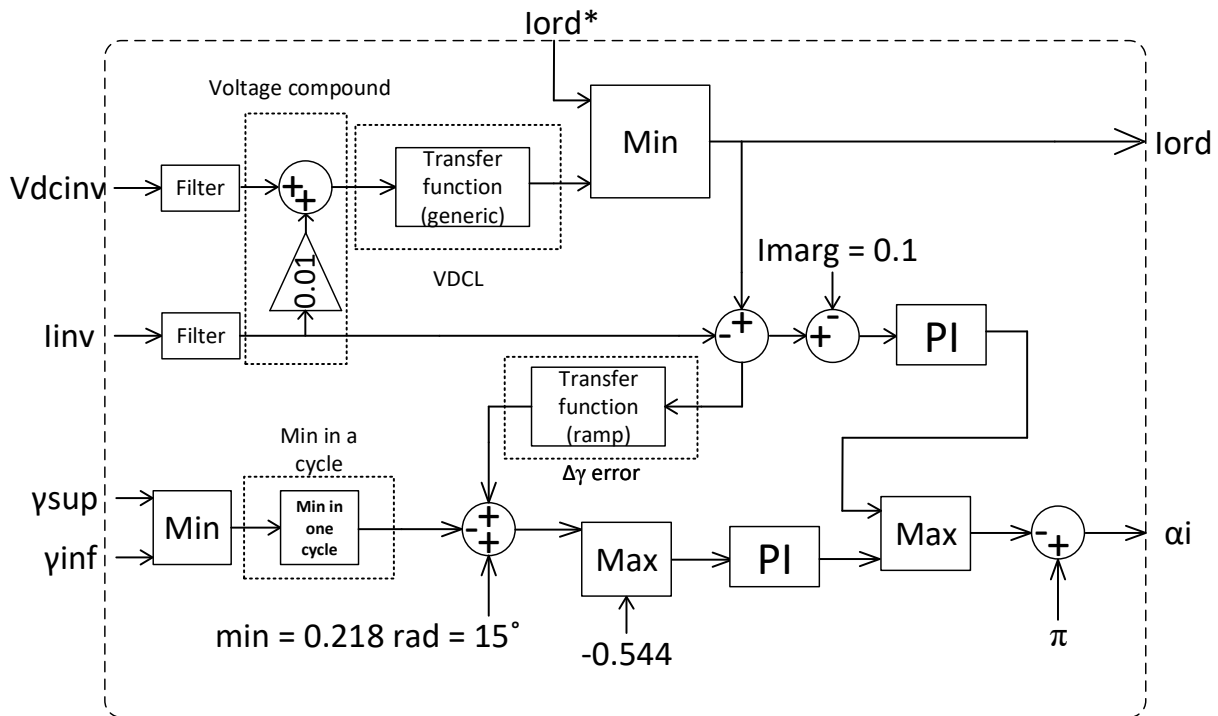 Iord*
Voltage compound
Vdcinv
Filter
+
+
Transfer
function
(generic)
Min
Iord
0.01
VDCL
Imarg = 0.1
Iinv
Filter
-
+
+
-
PI
Transfer
function
(ramp)
Δγ error
Min in a
cycle
γsup
γinf
Min
Min in
one
cycle
-
+
+
Max
PI
Max
-
+
αi
min = 0.218 rad = 15˚
-0.544
π